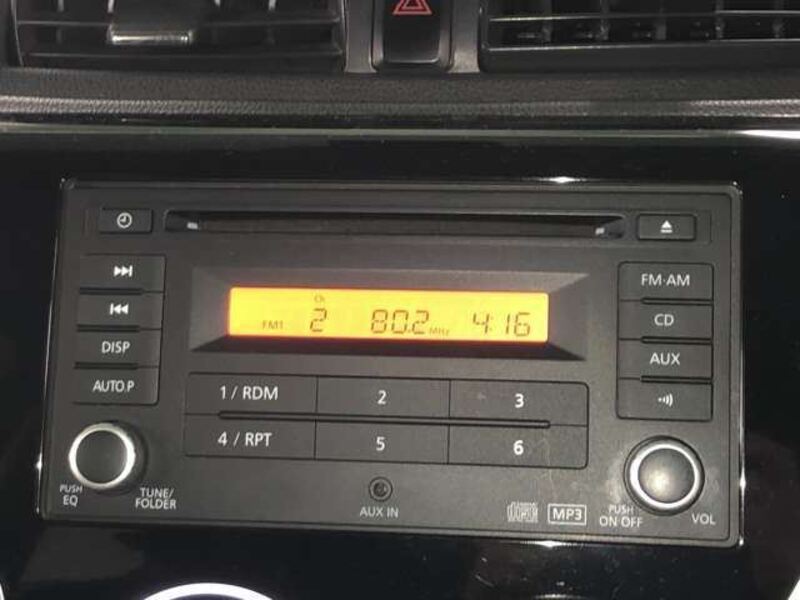 FM·AM
CD
AUX
DISP
AUTO.P
Ch
FM1 2 80.2 MHz 4:16
1 / RDM 2 3
4 / RPT 5 6
PUSH
EQ
TUNE/
FOLDER
AUX IN
MP3
PUSH
ON OFF
VOL